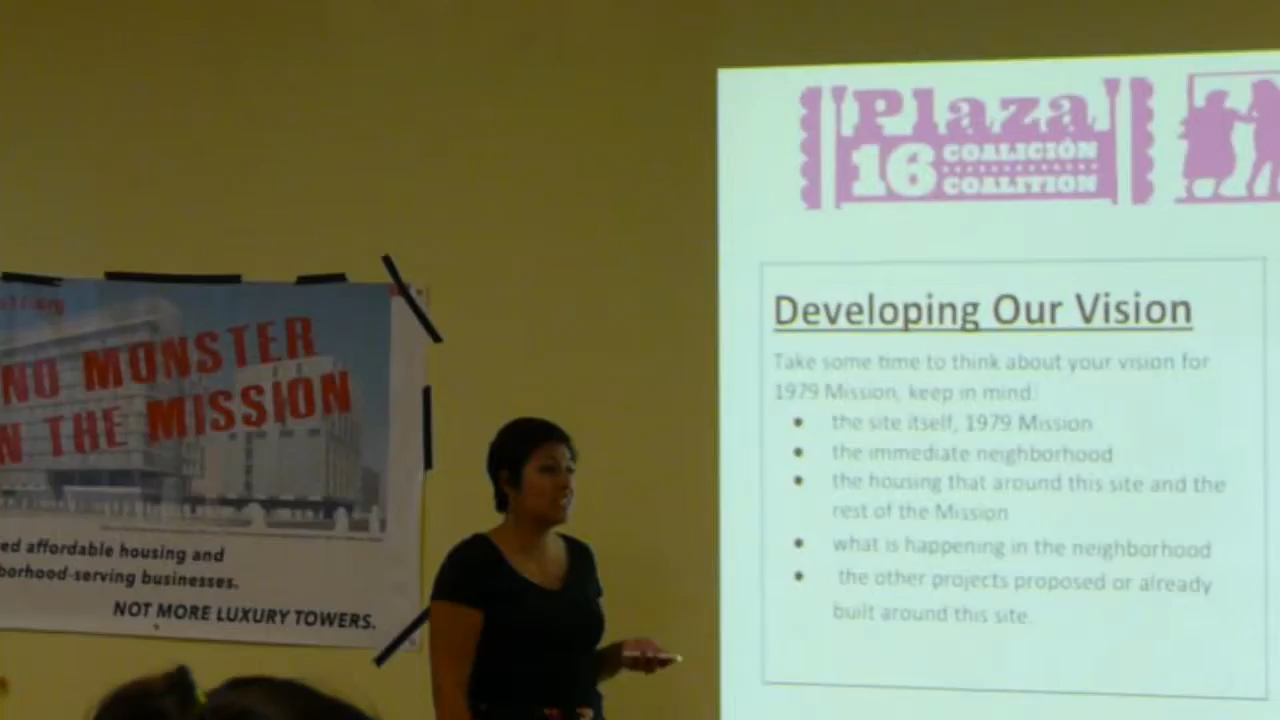 NO MONSTER
THE MISSION
affordable housing and
serving businesses.
NOT MORE LUXURY TOWERS.
Plaza
16
COALICIÓN
COALITION
Developing Our Vision
Take some time to think about your vision for
1979 Mission, keep in mind:
• the site itself, 1979 Mission
• the immediate neighborhood
• the housing that around this site and the
rest of the Mission
• what is happening in the neighborhood
• the other projects proposed or already
built around this site.